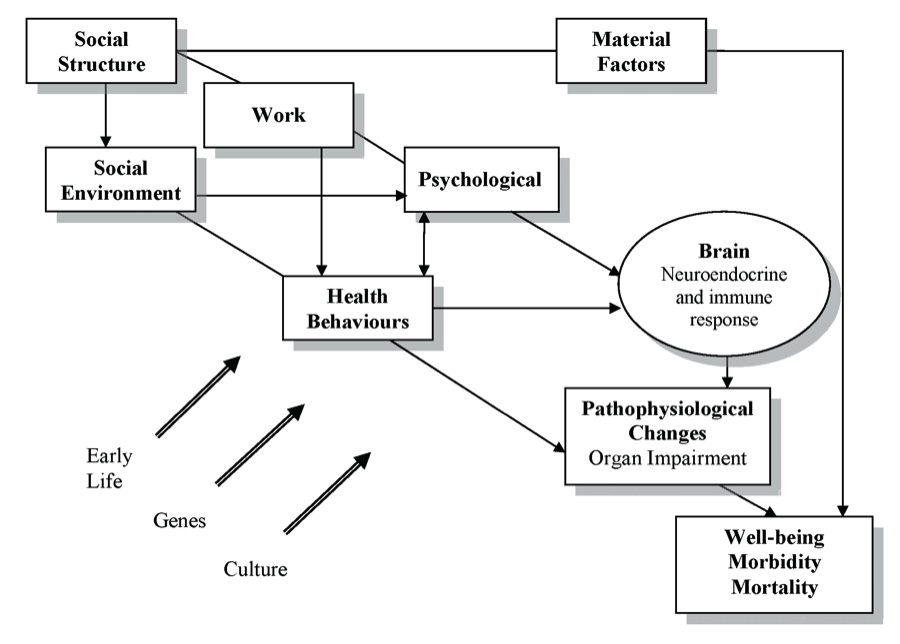 Social
Structure
Material
Factors
Work
Social
Environment
Psychological
Brain
Neuroendocrine
and immune
response
Health
Behaviours
Pathophysiological
Changes
Organ Impairment
Early
Life
Genes
Culture
Well-being
Morbidity
Mortality